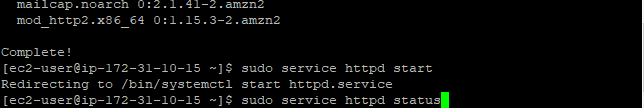 mailcap.noarch 0:2.1.41-2.amzn2
mod_http2.x86_64 0:1.15.3-2.amzn2
Complete!
[ec2-user@ip-172-31-10-15 ~]$ sudo service httpd start
Redirecting to /bin/systemctl start httpd.service
[ec2-user@ip-172-31-10-15 ~]$ sudo service httpd status